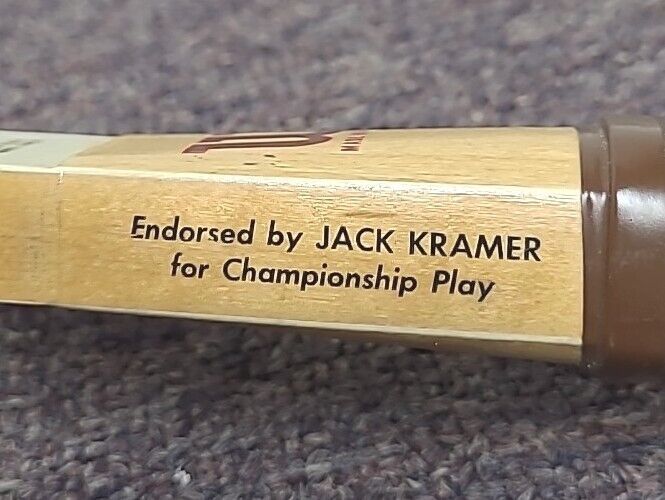 Endorsed by JACK KRAMER
for Championship Play